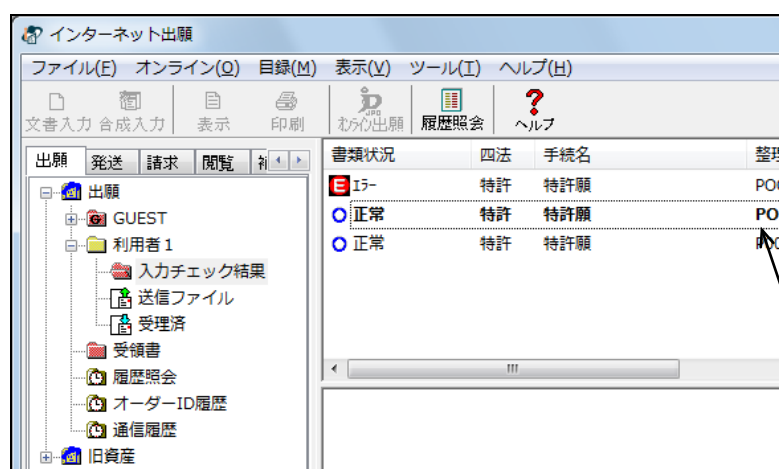 インターネット出願
ファイル(F) オンライン(O) 目録(M) 表示(V) ツール(T) ヘルプ(H)
文書入力 合成入力 表示 印刷 ｵﾝﾗｲﾝ出願 履歴照会 ヘルプ
出願 発送 請求 閲覧
書類状況 四法 手続名 整理
E ｴﾗｰ 特許 特許願 POO
正常 特許 特許願 PO
正常 特許 特許願
出願
GUEST
利用者1
入力チェック結果
送信ファイル
受理済
受領書
履歴照会
オーダーID履歴
通信履歴
旧資産